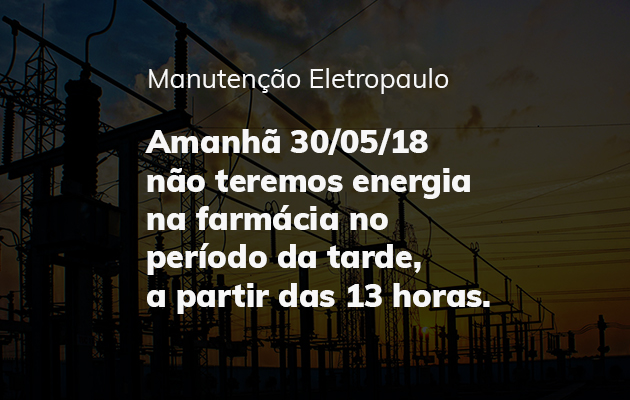 Manutenção Eletropaulo
Amanhã 30/05/18
não teremos energia
na farmácia no
período da tarde,
a partir das 13 horas.